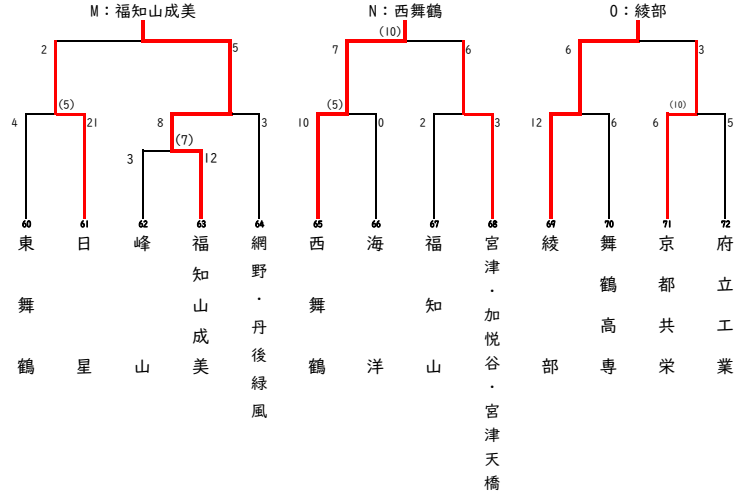 M：福知山成美
N：西舞鶴
O：綾部
(10)
2
5
7
6
6
3
(5)
(5)
(10)
4
21
8
3
10
0
2
3
12
6
6
5
(7)
3
12
60
61
62
63
64
65
66
67
68
69
70
71
72
東舞鶴
日星
峰山
福知山成美
網野・丹後緑風
西舞鶴
海洋
福知山
宮津・加悦谷・宮津天橋
綾部
舞鶴高専
京都共栄
府立工業